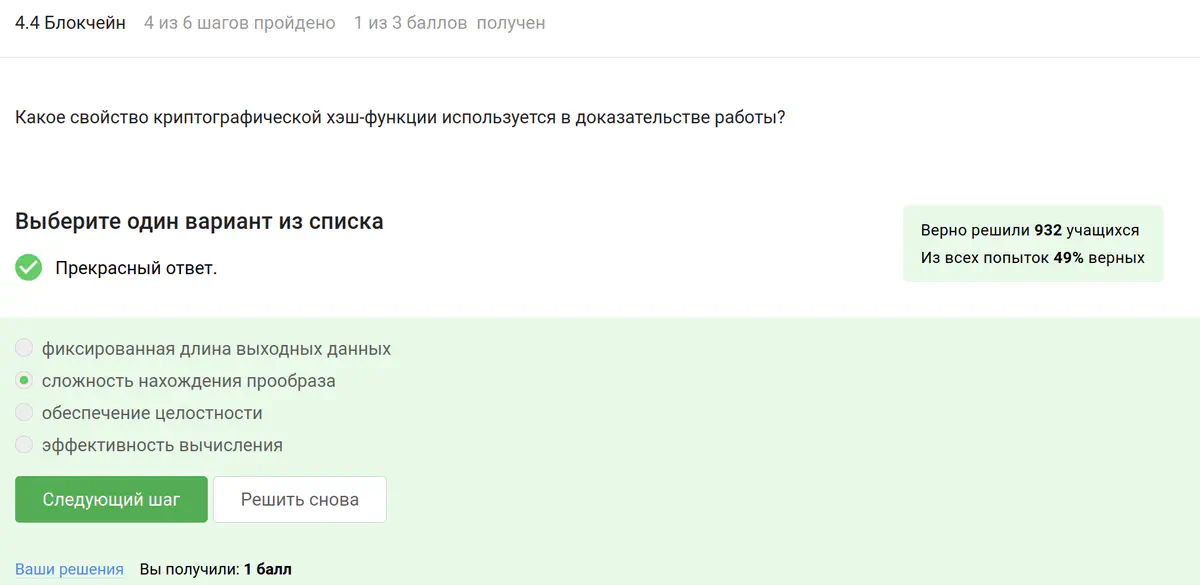 4.4 Блокчейн 4 из 6 шагов пройдено 1 из 3 баллов получен
Какое свойство криптографической хэш-функции используется в доказательстве работы?
Выберите один вариант из списка
Верно решили 932 учащихся
Из всех попыток 49% верных
Прекрасный ответ.
фиксированная длина выходных данных
сложность нахождения прообраза
обеспечение целостности
эффективность вычисления
Следующий шаг Решить снова
Ваши решения Вы получили: 1 балл